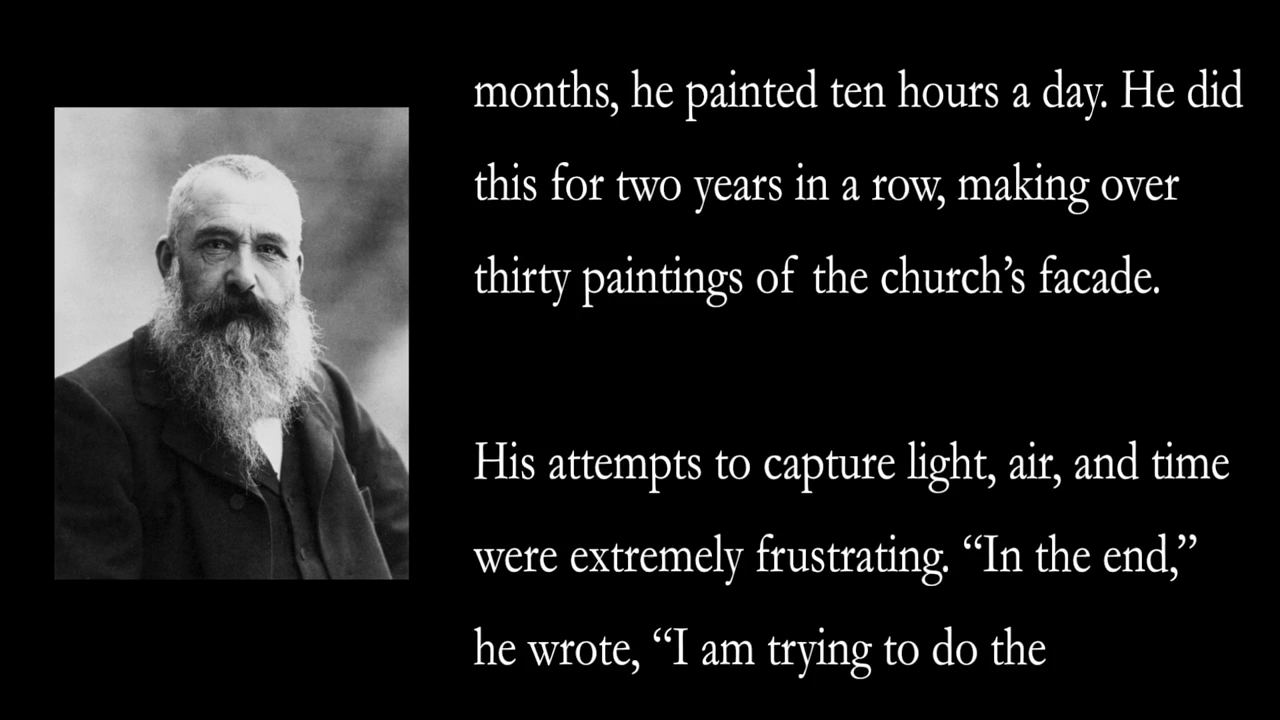 months, he painted ten hours a day. He did
this for two years in a row, making over
thirty paintings of the church’s facade.
His attempts to capture light, air, and time
were extremely frustrating. “In the end,”
he wrote, “I am trying to do the